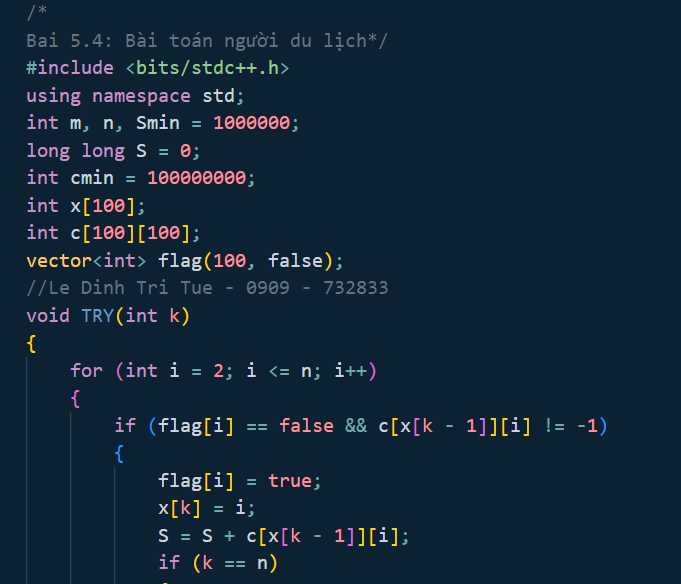 /*
Bai 5.4: Bài toán người du lịch*/
#include <bits/stdc++.h>
using namespace std;
int m, n, Smin = 1000000;
long long S = 0;
int cmin = 100000000;
int x[100];
int c[100][100];
vector<int> flag(100, false);
//Le Dinh Tri Tue - 0909 - 732833
void TRY(int k)
{
    for (int i = 2; i <= n; i++)
    {
        if (flag[i] == false && c[x[k - 1]][i] != -1)
        {
            flag[i] = true;
            x[k] = i;
            S = S + c[x[k - 1]][i];
            if (k == n)